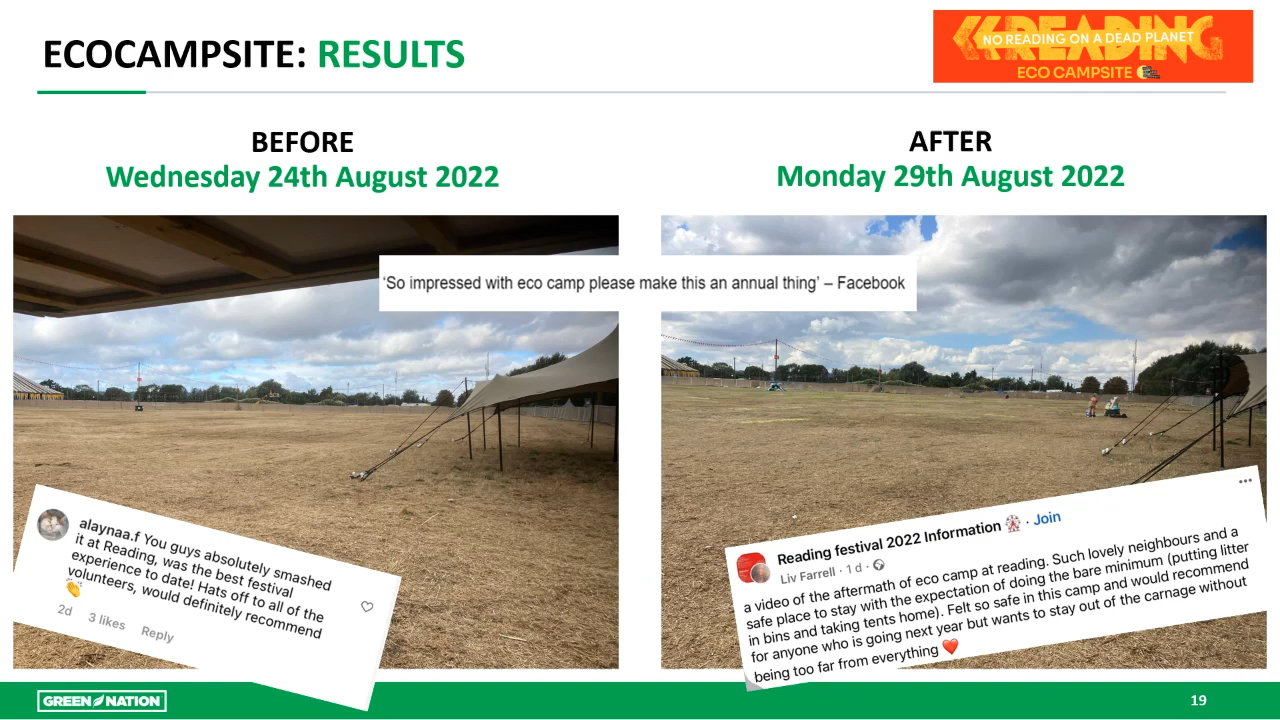 ECOCAMPSITE: RESULTS
READING
NO READING ON A DEAD PLANET
ECO CAMPSITE
BEFORE
Wednesday 24th August 2022
AFTER
Monday 29th August 2022
‘So impressed with eco camp please make this an annual thing’ – Facebook
alaynaa.f You guys absolutely smashed
it at Reading, was the best festival
experience to date! Hats off to all of the
volunteers, would definitely recommend
👏
2d 3 likes Reply
Reading festival 2022 Information 🎡 · Join
Liv Farrell · 1 d ·
a video of the aftermath of eco camp at reading. Such lovely neighbours and a
safe place to stay with the expectation of doing the bare minimum (putting litter
in bins and taking tents home). Felt so safe in this camp and would recommend
for anyone who is going next year but wants to stay out of the carnage without
being too far from everything ❤️
GREEN NATION
19